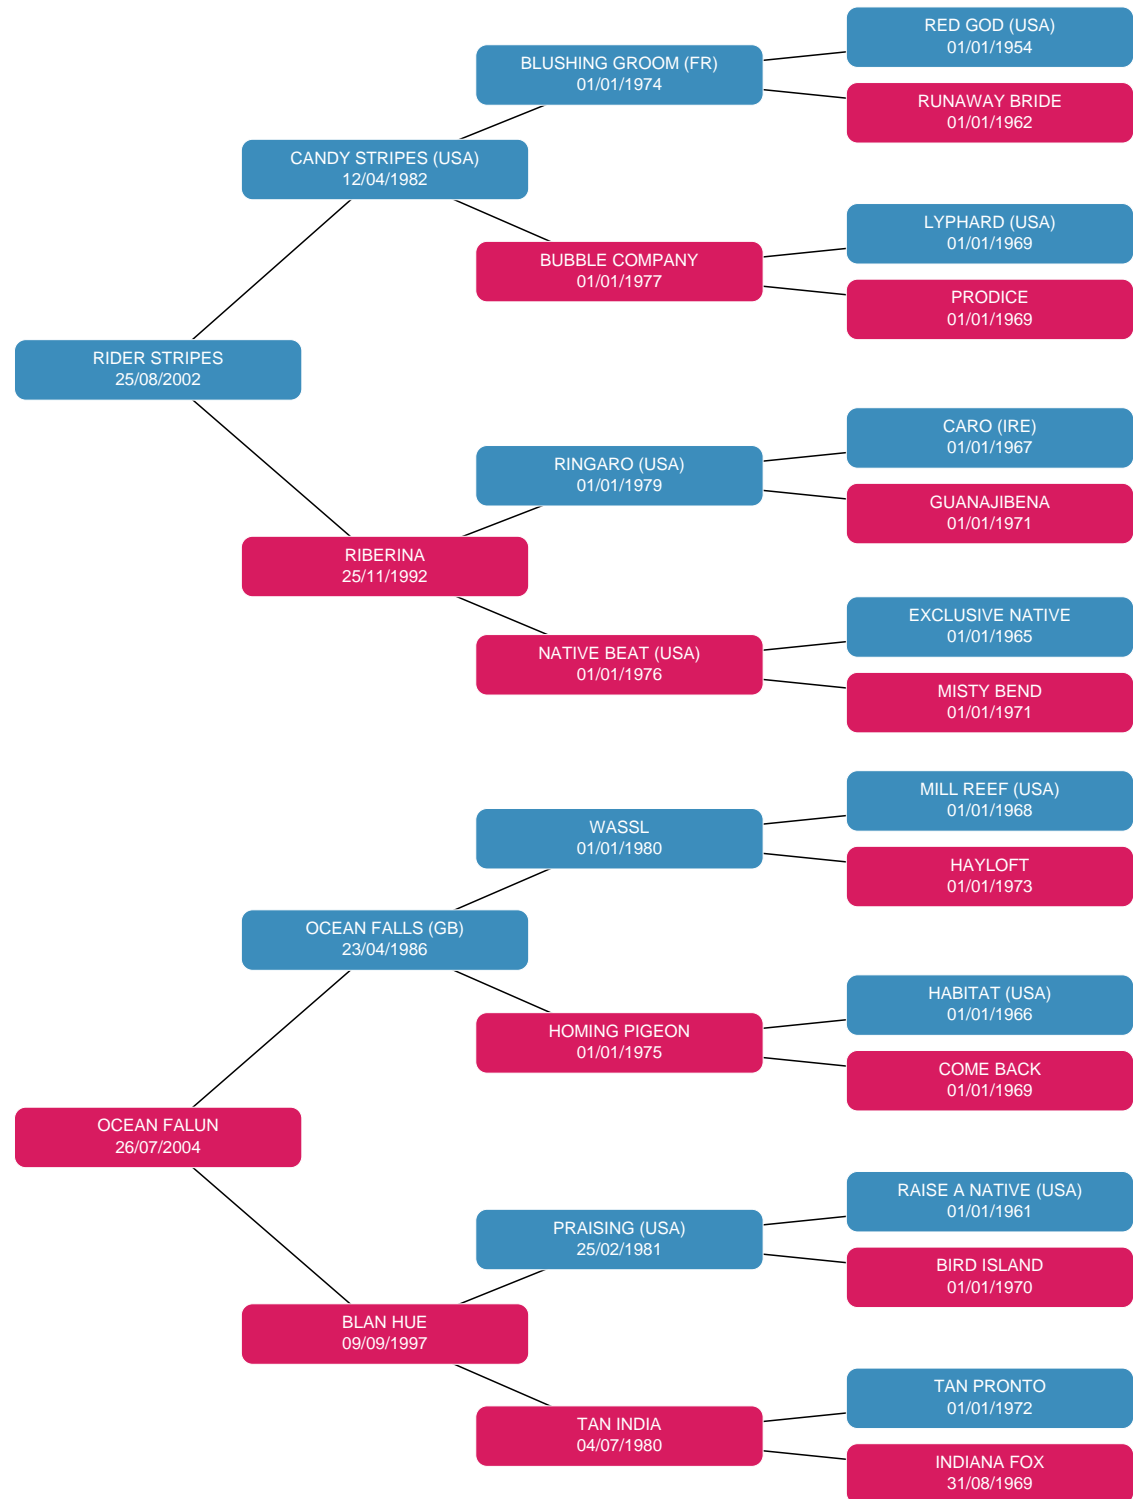 RED GOD (USA)
01/01/1954
BLUSHING GROOM (FR)
01/01/1974
RUNAWAY BRIDE
01/01/1962
CANDY STRIPES (USA)
12/04/1982
LYPHARD (USA)
01/01/1969
BUBBLE COMPANY
01/01/1977
PRODICE
01/01/1969
RIDER STRIPES
25/08/2002
CARO (IRE)
01/01/1967
RINGARO (USA)
01/01/1979
GUANAJIBENA
01/01/1971
RIBERINA
25/11/1992
EXCLUSIVE NATIVE
01/01/1965
NATIVE BEAT (USA)
01/01/1976
MISTY BEND
01/01/1971
MILL REEF (USA)
01/01/1968
WASSL
01/01/1980
HAYLOFT
01/01/1973
OCEAN FALLS (GB)
23/04/1986
HABITAT (USA)
01/01/1966
HOMING PIGEON
01/01/1975
COME BACK
01/01/1969
OCEAN FALUN
26/07/2004
RAISE A NATIVE (USA)
01/01/1961
PRAISING (USA)
25/02/1981
BIRD ISLAND
01/01/1970
BLAN HUE
09/09/1997
TAN PRONTO
01/01/1972
TAN INDIA
04/07/1980
INDIANA FOX
31/08/1969